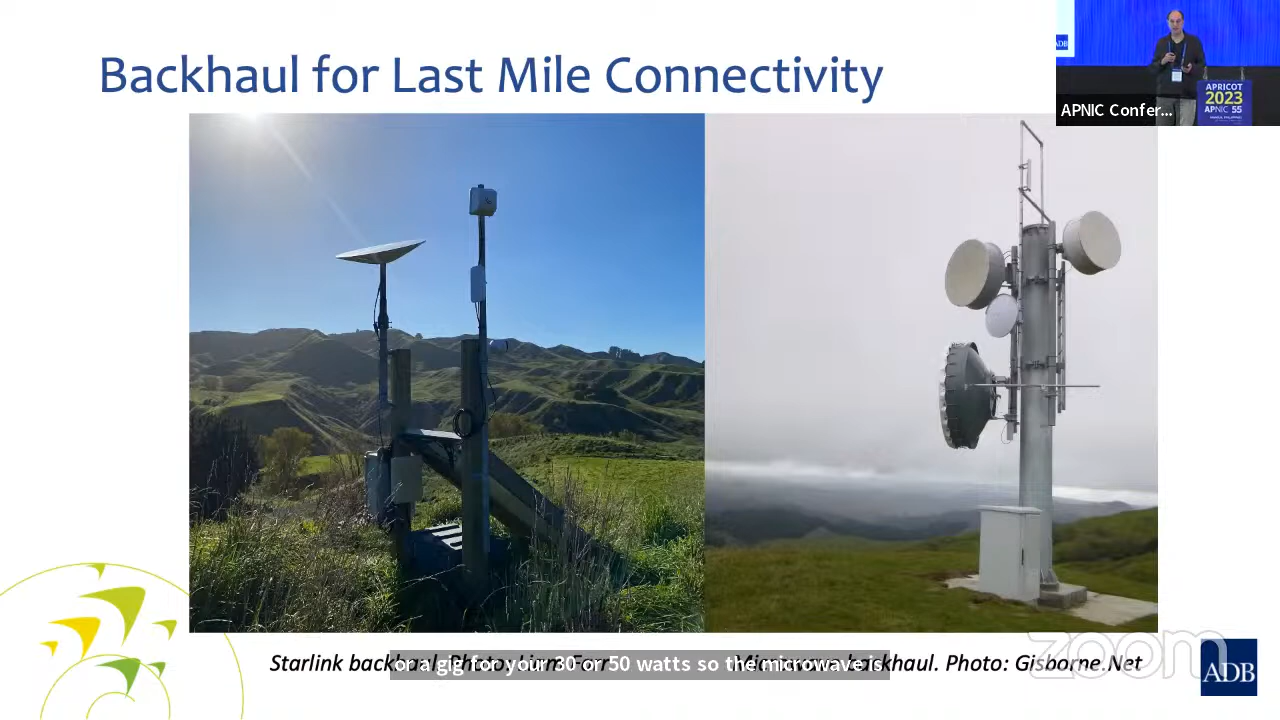 Backhaul for Last Mile Connectivity
ADB
APRICOT
2023
APNIC 55
APNIC Confer...
Starlink backhaul. Photo:
or a gig for your 30 or 50 watts so the microwave is
backhaul. Photo: Gisborne.Net
zoom
ADB